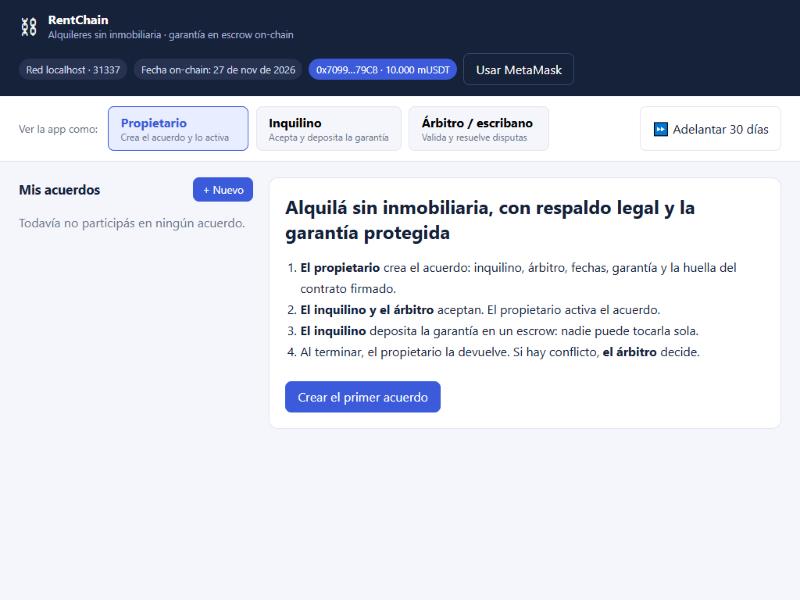 RentChain
Alquileres sin inmobiliaria · garantía en escrow on-chain
Red localhost · 31337
Fecha on-chain: 27 de nov de 2026
0x7099…79C8 · 10.000 mUSDT
Usar MetaMask
Ver la app como:
Propietario
Crea el acuerdo y lo activa
Inquilino
Acepta y deposita la garantía
Árbitro / escribano
Valida y resuelve disputas
Adelantar 30 días
Mis acuerdos
+ Nuevo
Todavía no participás en ningún acuerdo.
Alquilá sin inmobiliaria, con respaldo legal y la
garantía protegida
1. El propietario crea el acuerdo: inquilino, árbitro, fechas, garantía y la huella del
contrato firmado.
2. El inquilino y el árbitro aceptan. El propietario activa el acuerdo.
3. El inquilino deposita la garantía en un escrow: nadie puede tocarla sola.
4. Al terminar, el propietario la devuelve. Si hay conflicto, el árbitro decide.
Crear el primer acuerdo